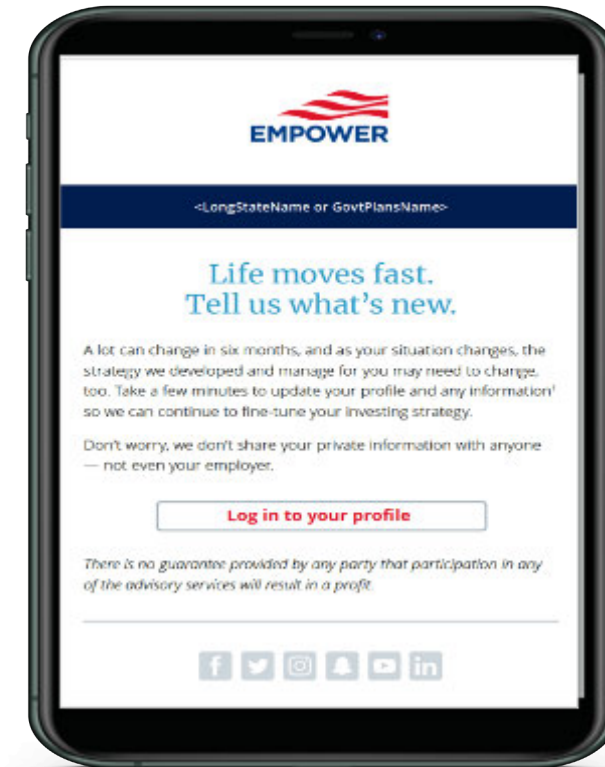 EMPOWER
<LongStateName or GovtPlansName>
Life moves fast.
Tell us what's new.
A lot can change in six months, and as your situation changes, the
strategy we developed and manage for you may need to change,
too. Take a few minutes to update your profile and any information¹
so we can continue to fine-tune your investing strategy.
Don't worry, we don't share your private information with anyone
— not even your employer.
Log in to your profile
There is no guarantee provided by any party that participation in any
of the advisory services will result in a profit.